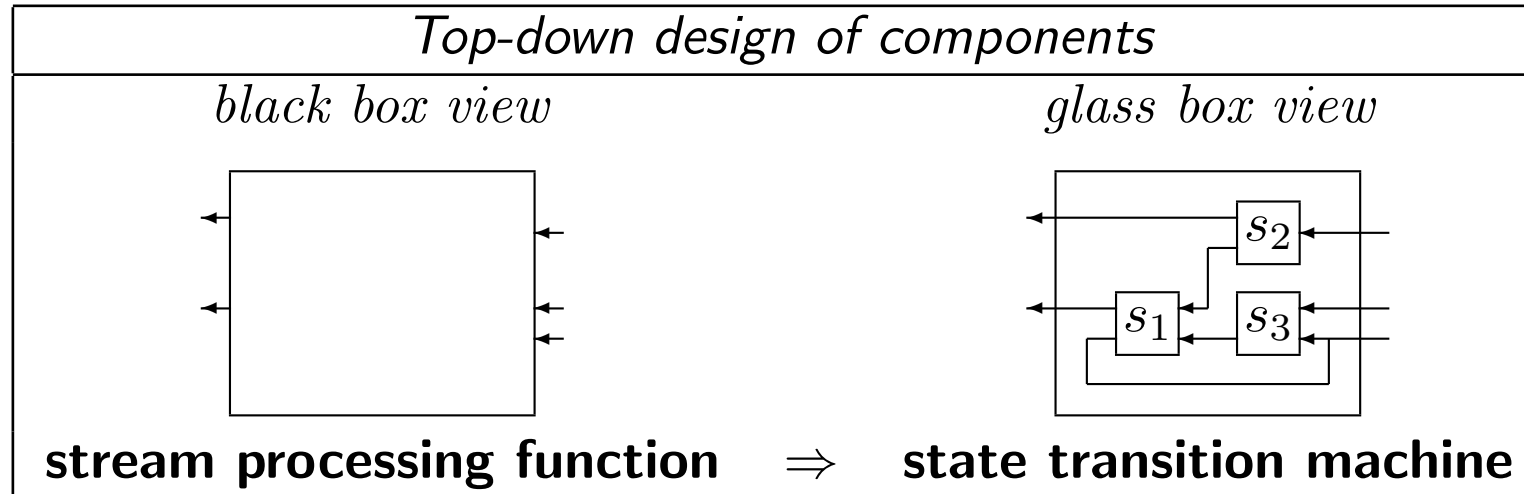 Top-down design of components
black box view glass box view
s2
s1 s3
stream processing function ⇒ state transition machine